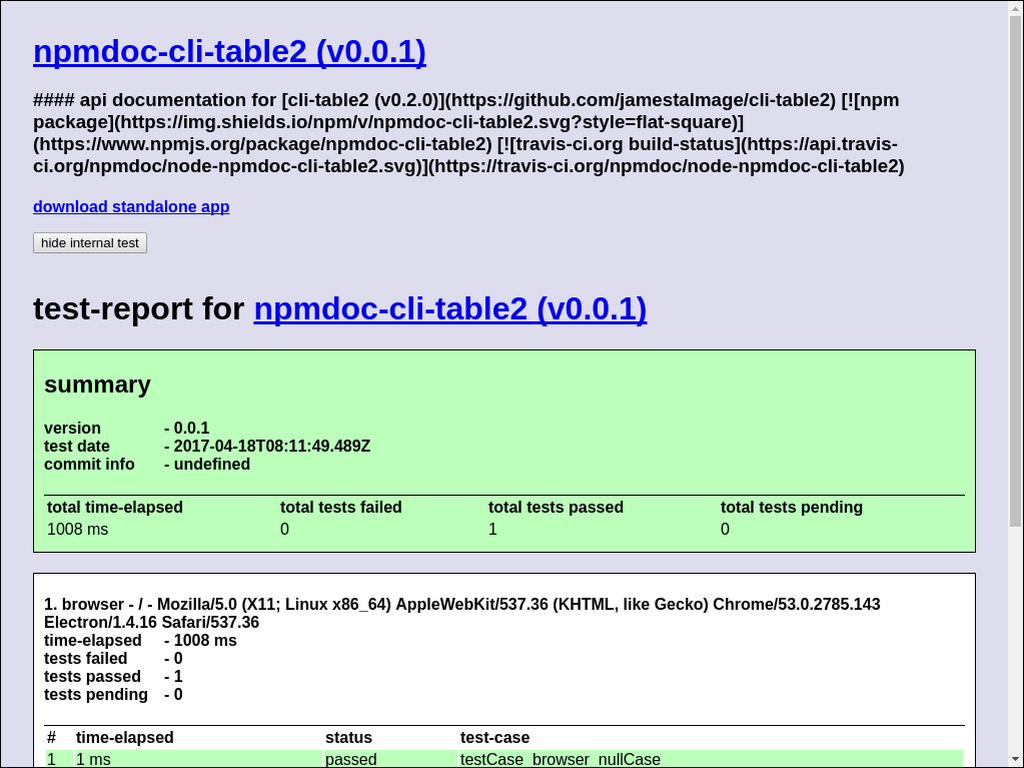 npmdoc-cli-table2 (v0.0.1)
#### api documentation for [cli-table2 (v0.2.0)](https://github.com/jamestalmage/cli-table2) [![npm
package](https://img.shields.io/npm/v/npmdoc-cli-table2.svg?style=flat-square)]
(https://www.npmjs.org/package/npmdoc-cli-table2) [![travis-ci.org build-status](https://api.travis-
ci.org/npmdoc/node-npmdoc-cli-table2.svg)](https://travis-ci.org/npmdoc/node-npmdoc-cli-table2)
download standalone app
hide internal test
test-report for npmdoc-cli-table2 (v0.0.1)
summary
version - 0.0.1
test date - 2017-04-18T08:11:49.489Z
commit info - undefined
total time-elapsed total tests failed total tests passed total tests pending
1008 ms 0 1 0
1. browser - / - Mozilla/5.0 (X11; Linux x86_64) AppleWebKit/537.36 (KHTML, like Gecko) Chrome/53.0.2785.143
Electron/1.4.16 Safari/537.36
time-elapsed - 1008 ms
tests failed - 0
tests passed - 1
tests pending - 0
# time-elapsed status test-case
1 1 ms passed testCase_browser_nullCase